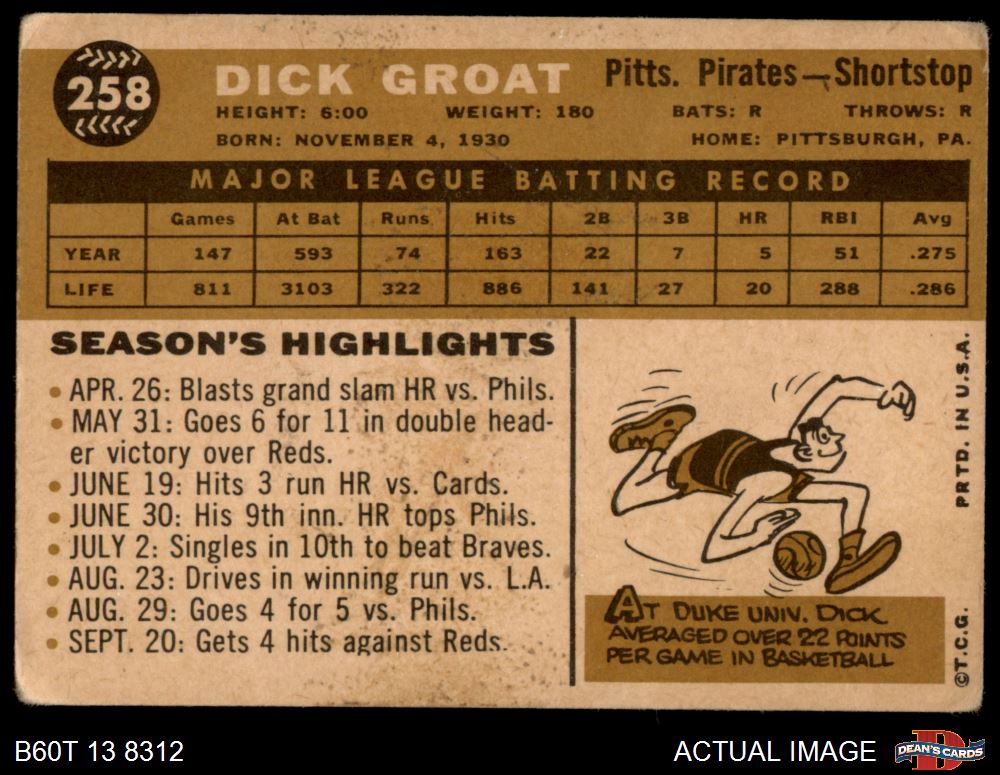 258
DICK GROAT Pitts. Pirates—Shortstop
HEIGHT: 6:00 WEIGHT: 180 BATS: R THROWS: R
BORN: NOVEMBER 4, 1930 HOME: PITTSBURGH, PA.
MAJOR LEAGUE BATTING RECORD
Games At Bat Runs Hits 2B 3B HR RBI Avg
YEAR 147 593 74 163 22 7 5 51 .275
LIFE 811 3103 322 886 141 27 20 288 .286
SEASON'S HIGHLIGHTS
• APR. 26: Blasts grand slam HR vs. Phils.
• MAY 31: Goes 6 for 11 in double head-
er victory over Reds.
• JUNE 19: Hits 3 run HR vs. Cards.
• JUNE 30: His 9th inn. HR tops Phils.
• JULY 2: Singles in 10th to beat Braves.
• AUG. 23: Drives in winning run vs. L.A.
• AUG. 29: Goes 4 for 5 vs. Phils.
• SEPT. 20: Gets 4 hits against Reds.
AT DUKE UNIV. DICK
AVERAGED OVER 22 POINTS
PER GAME IN BASKETBALL
©T.C.G. PRTD. IN U.S.A.
B60T 13 8312
ACTUAL IMAGE
B
DEAN'S CARDS